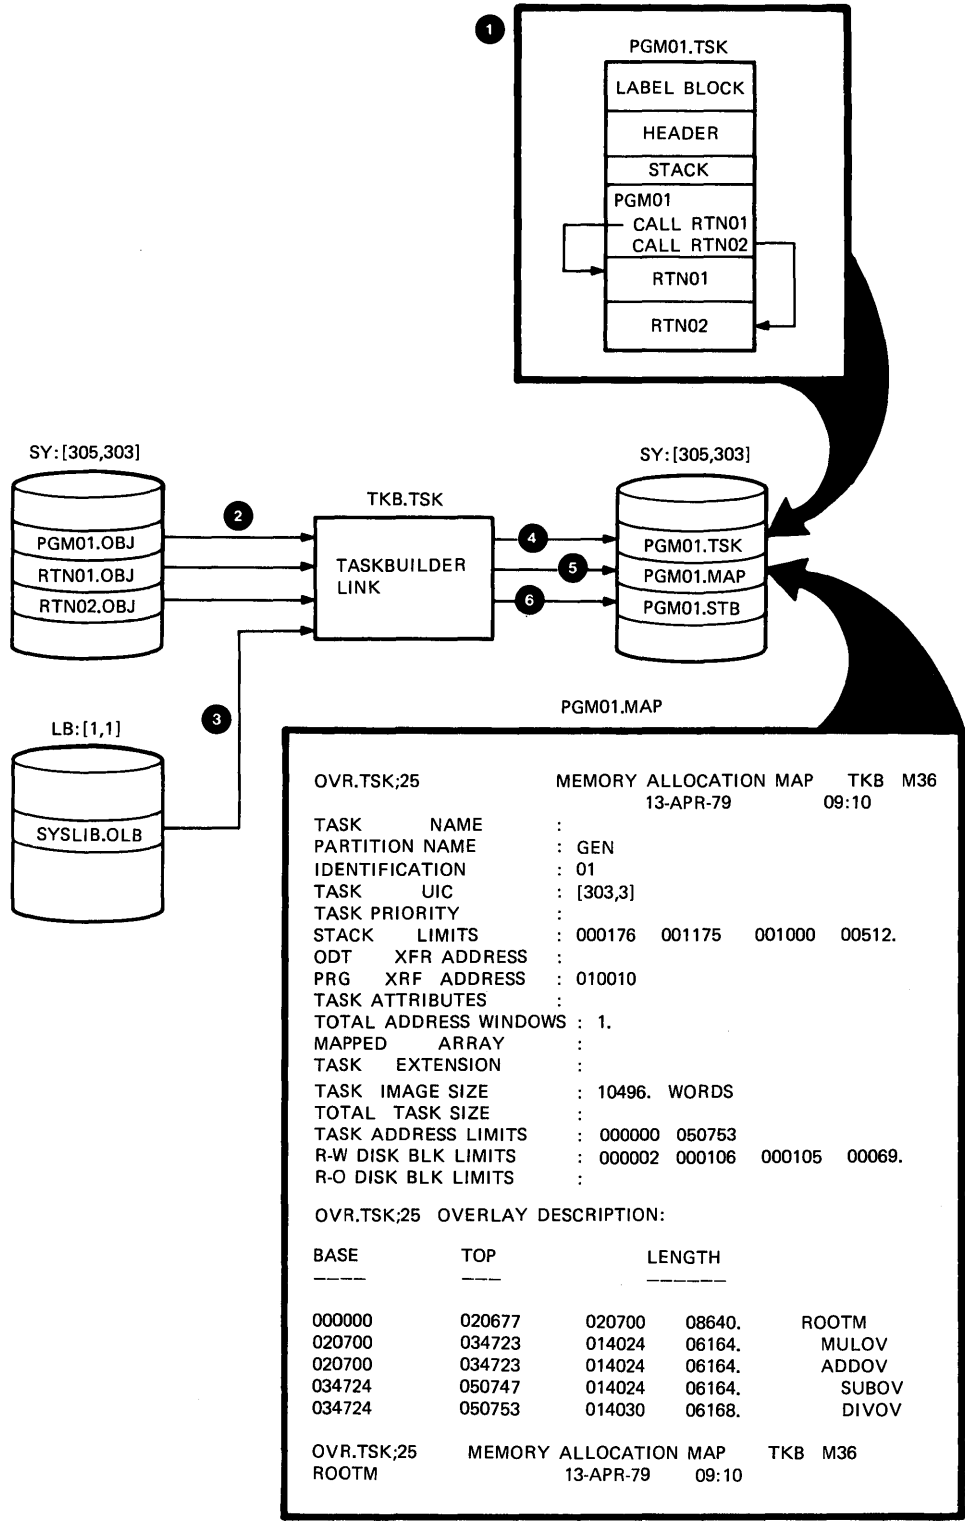 1
PGM01.TSK
LABEL BLOCK
HEADER
STACK
PGM01
CALL RTN01
CALL RTN02
RTN01
RTN02
SY:[305,303]
PGM01.OBJ
RTN01.OBJ
RTN02.OBJ
2
TKB.TSK
TASKBUILDER
LINK
4
5
6
SY:[305,303]
PGM01.TSK
PGM01.MAP
PGM01.STB
3
LB:[1,1]
SYSLIB.OLB
PGM01.MAP
OVR.TSK;25 MEMORY ALLOCATION MAP TKB M36
13-APR-79 09:10
TASK NAME :
PARTITION NAME : GEN
IDENTIFICATION : 01
TASK UIC : [303,3]
TASK PRIORITY :
STACK LIMITS : 000176 001175 001000 00512.
ODT XFR ADDRESS :
PRG XRF ADDRESS : 010010
TASK ATTRIBUTES :
TOTAL ADDRESS WINDOWS : 1.
MAPPED ARRAY :
TASK EXTENSION :
TASK IMAGE SIZE : 10496. WORDS
TOTAL TASK SIZE :
TASK ADDRESS LIMITS : 000000 050753
R-W DISK BLK LIMITS : 000002 000106 000105 00069.
R-O DISK BLK LIMITS :
OVR.TSK;25 OVERLAY DESCRIPTION:
BASE TOP LENGTH
---- --- ------
000000 020677 020700 08640. ROOTM
020700 034723 014024 06164. MULOV
020700 034723 014024 06164. ADDOV
034724 050747 014024 06164. SUBOV
034724 050753 014030 06168. DIVOV
OVR.TSK;25 MEMORY ALLOCATION MAP TKB M36
ROOTM 13-APR-79 09:10